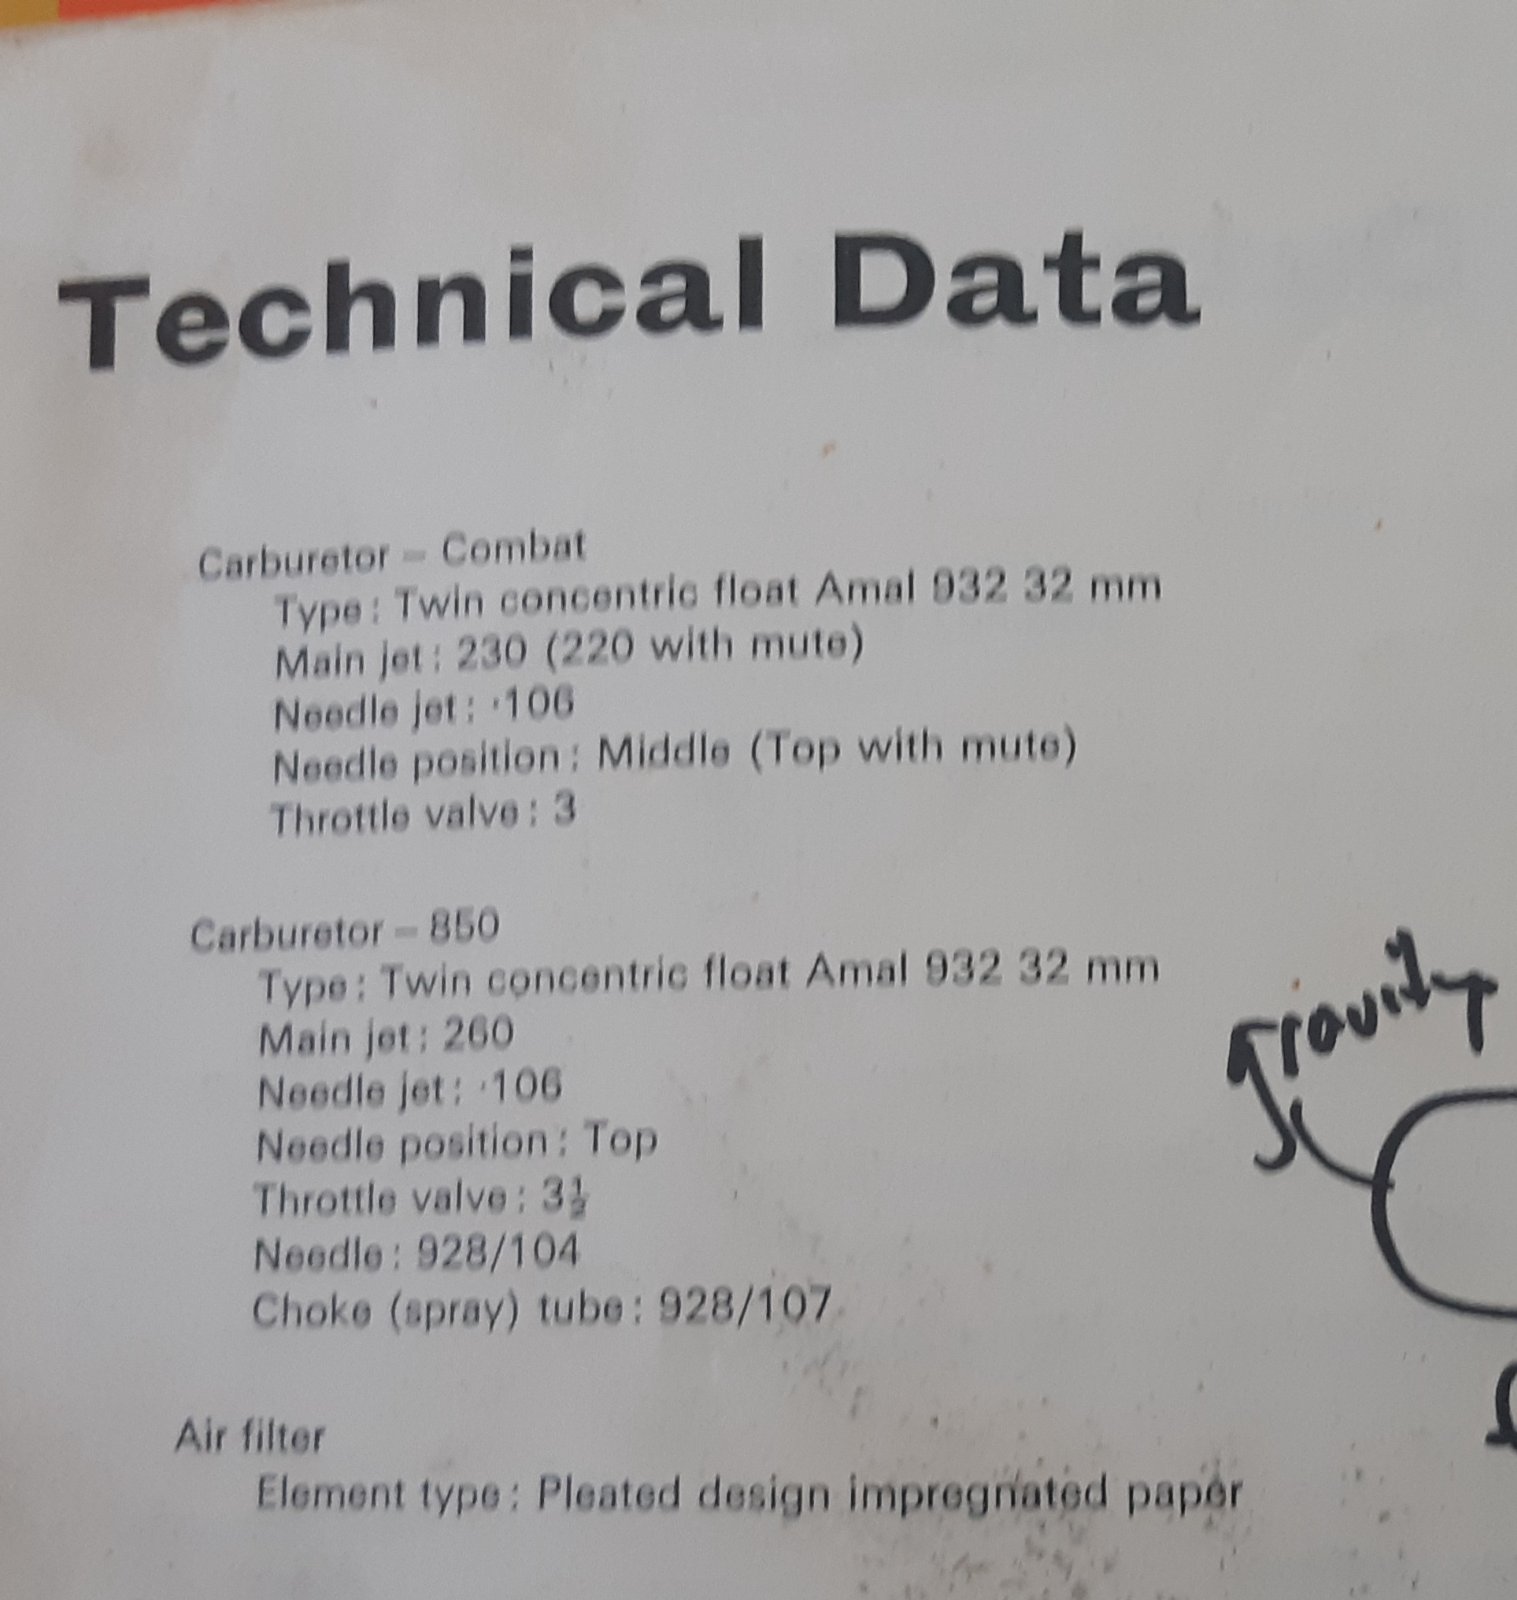 Technical Data
Carburetor – Combat
Type : Twin concentric float Amal 932 32 mm
Main jet : 230 (220 with mute)
Needle jet : ·106
Needle position : Middle (Top with mute)
Throttle valve : 3
Carburetor – 850
Type : Twin concentric float Amal 932 32 mm
Main jet : 260
Needle jet : ·106
Needle position : Top
Throttle valve : 3½
Needle : 928/104
Choke (spray) tube : 928/107
gravity
Air filter
Element type : Pleated design impregnated paper